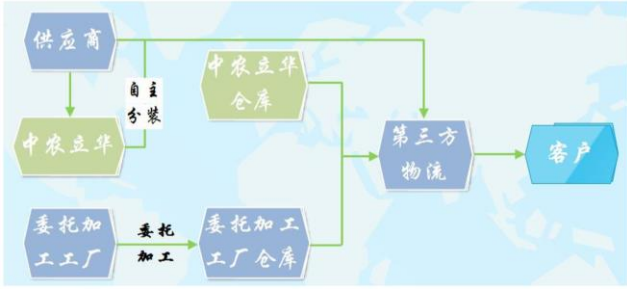 供应商
中农立华
仓库
自主
分装
中农立华
第三方
物流
客户
委托加
工工厂
委托
加工
委托加工
工厂仓库